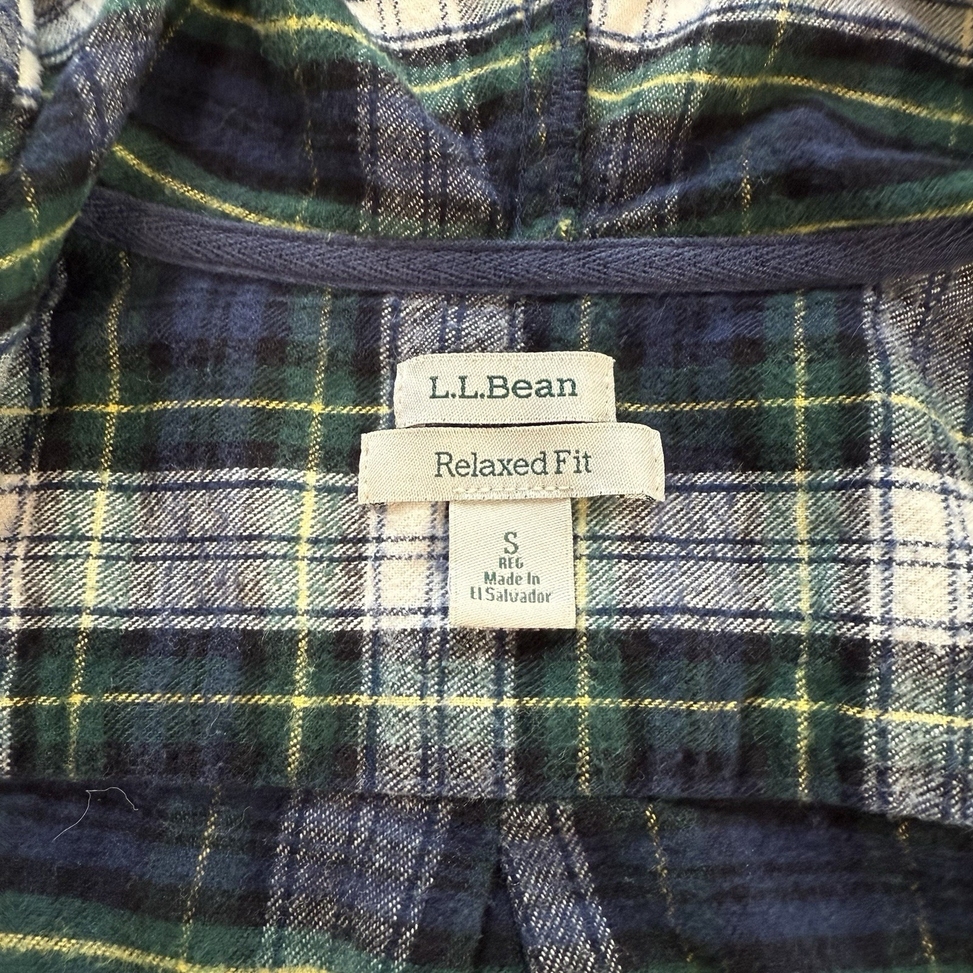 L.L.Bean
Relaxed Fit
S
REG
Made In
El Salvador